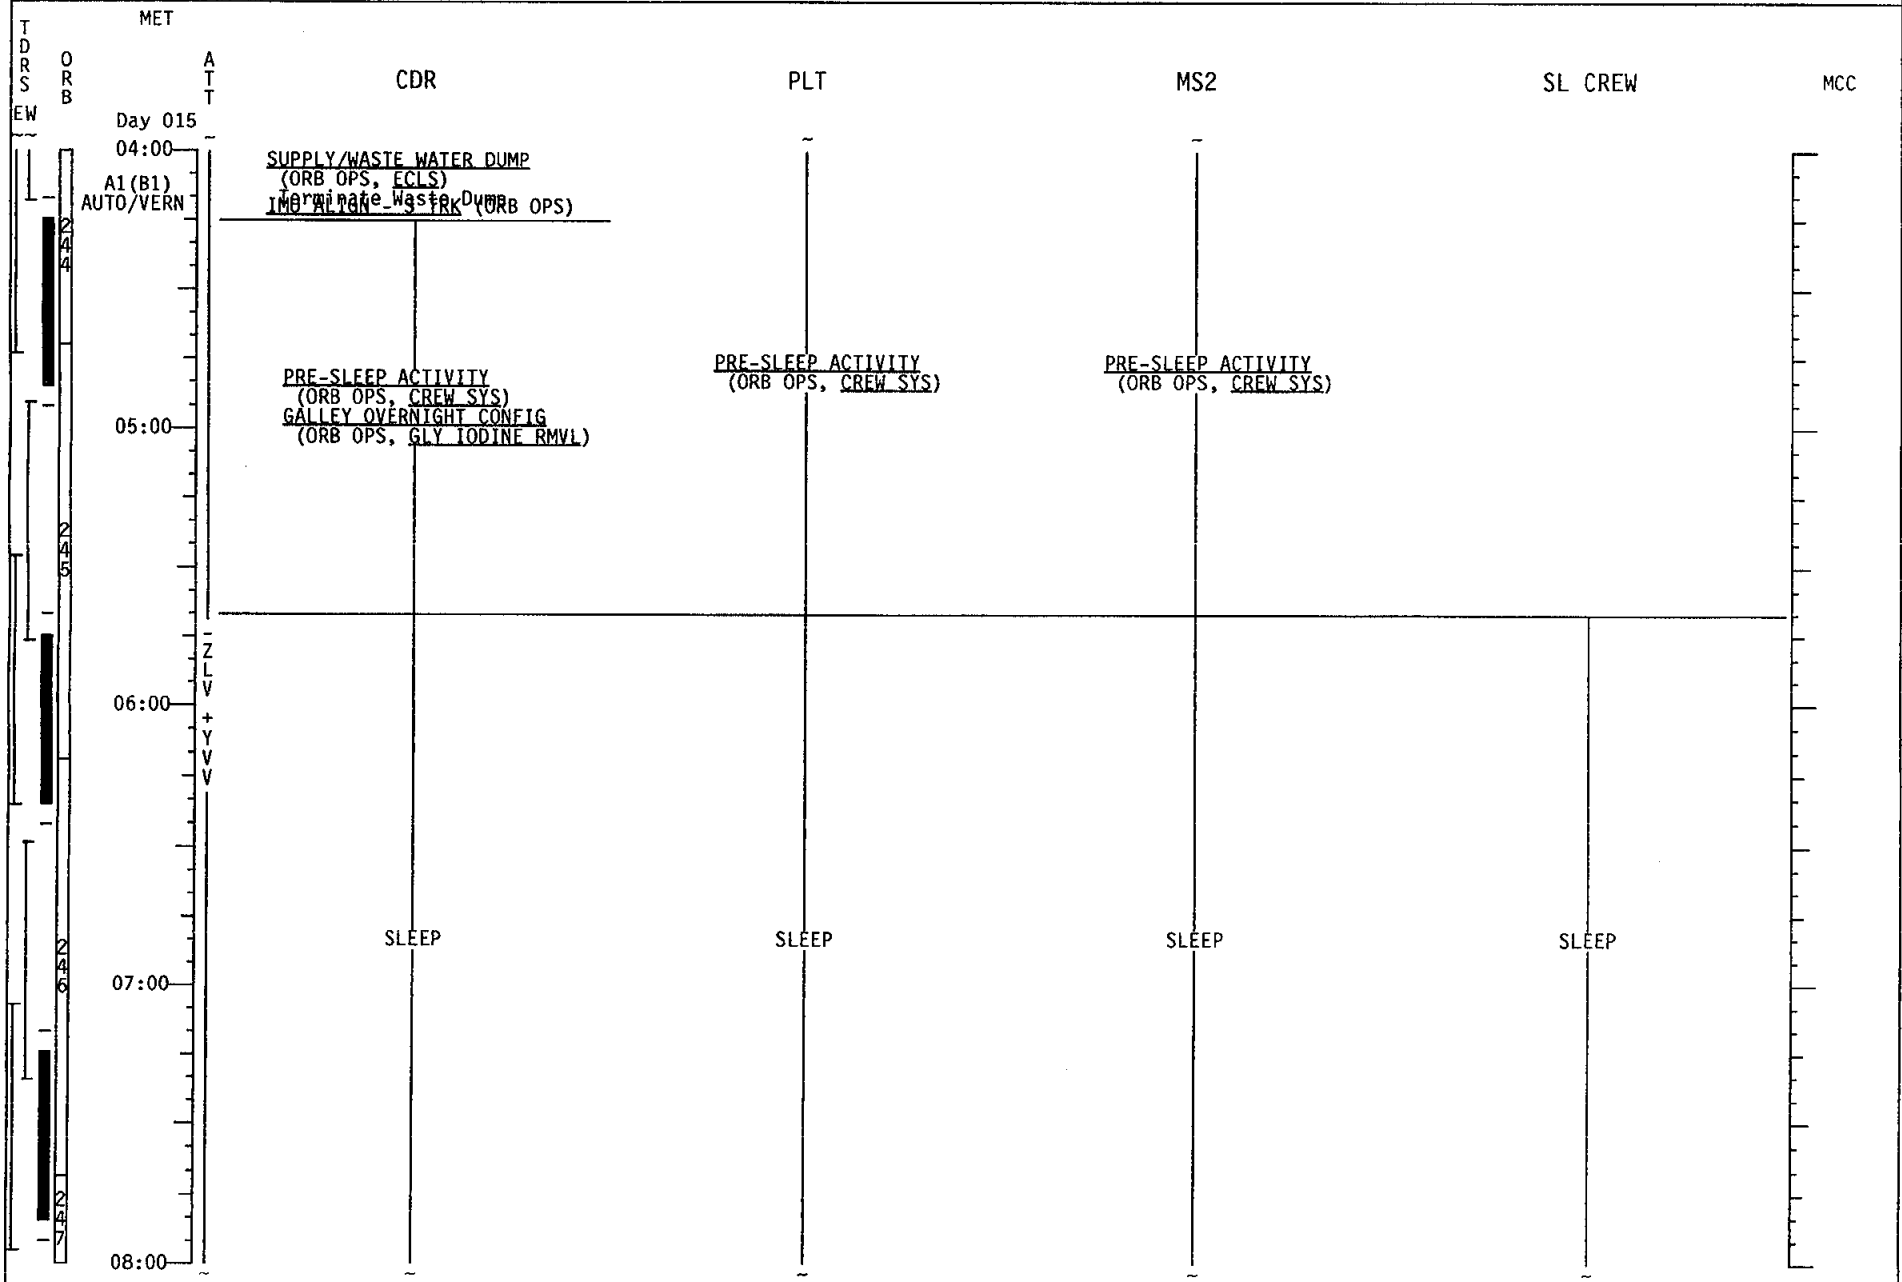 MET
TDRS
ORB
ATT
CDR
PLT
MS2
SL CREW
MCC
EW
Day 015
04:00
SUPPLY/WASTE WATER DUMP
(ORB OPS, ECLS)
A1(B1)
AUTO/VERN
Terminate Waste Dump
IMU ALIGN - S TRK (ORB OPS)
244
PRE-SLEEP ACTIVITY
(ORB OPS, CREW SYS)
PRE-SLEEP ACTIVITY
(ORB OPS, CREW SYS)
PRE-SLEEP ACTIVITY
(ORB OPS, CREW SYS)
GALLEY OVERNIGHT CONFIG
(ORB OPS, GLY IODINE RMVL)
05:00
245
-ZLV +YVV
06:00
SLEEP
SLEEP
SLEEP
SLEEP
246
07:00
247
08:00